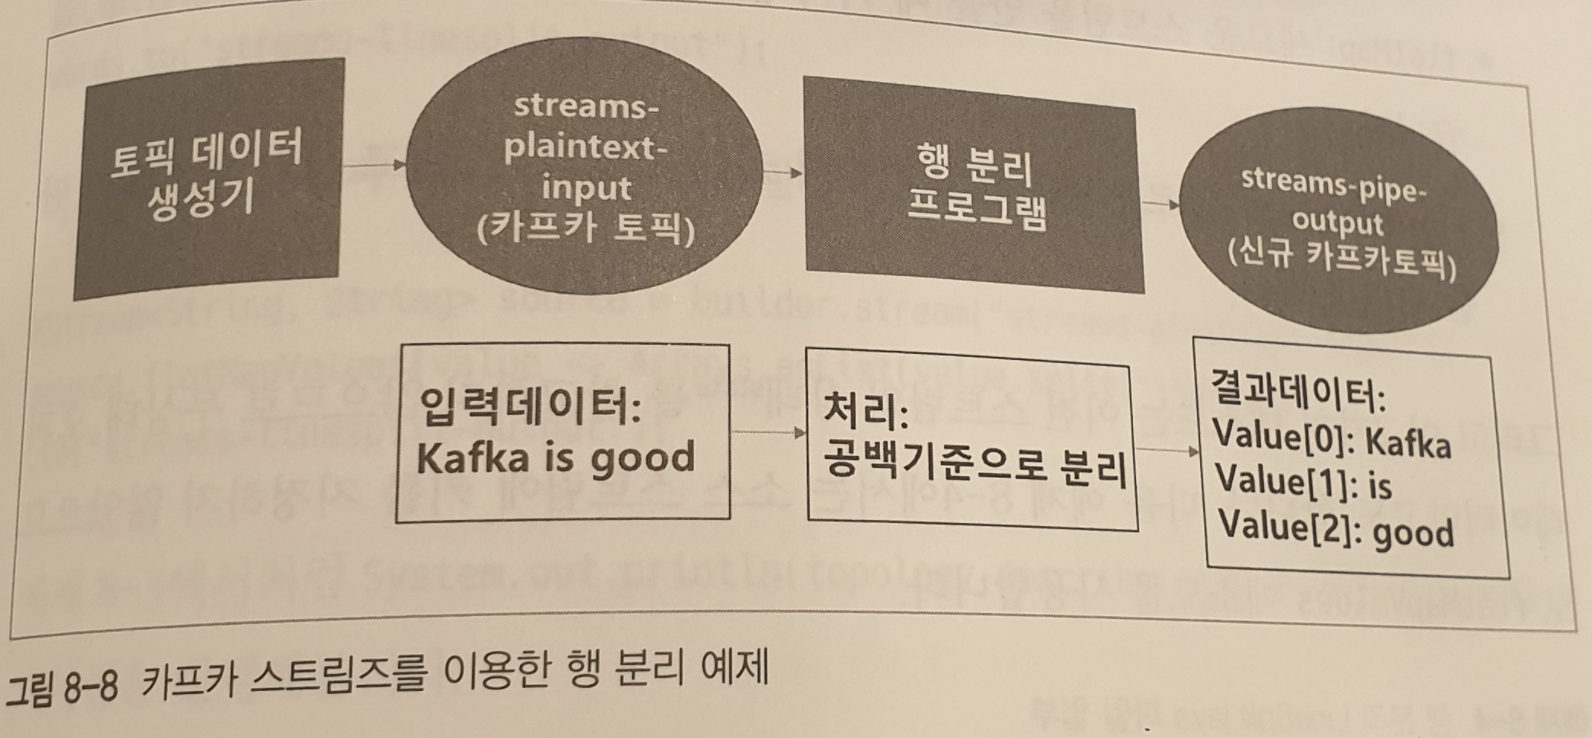 토픽 데이터
생성기
streams-
plaintext-
input
(카프카 토픽)
행 분리
프로그램
streams-pipe-
output
(신규 카프카토픽)
입력데이터:
Kafka is good
처리:
공백기준으로 분리
결과데이터:
Value[0]: Kafka
Value[1]: is
Value[2]: good
그림 8-8 카프카 스트림즈를 이용한 행 분리 예제